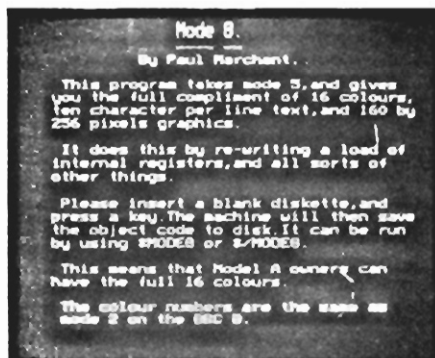 Mode 8.
By Paul Marchant.
This program takes mode 5,and gives
you the full compliment of 16 colours,
ten character per line text,and 160 by
256 pixels graphics.
It does this by re-writing a load of
internal registers,and all sorts of
other things.
Please insert a blank diskette,and
press a key.The machine will then save
the object code to disk.It can be run
by using *MODE8 or */MODE8.
This means that Model A owners can
have the full 16 colours.
The colour numbers are the same as
mode 2 on the BBC B.